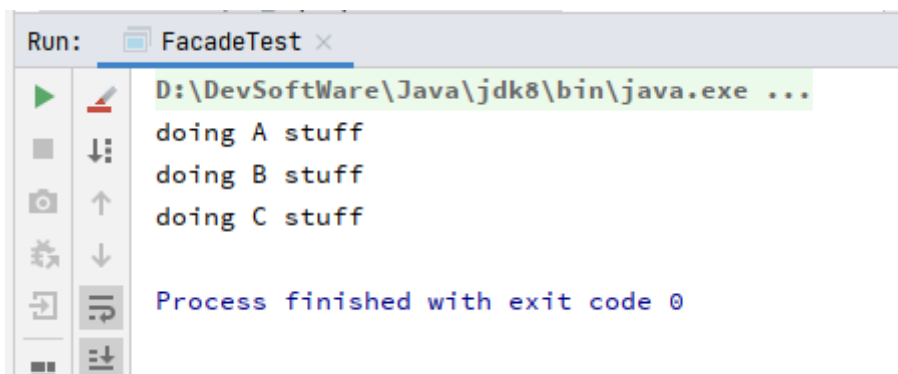 Run: FacadeTest
D:\DevSoftWare\Java\jdk8\bin\java.exe ...
doing A stuff
doing B stuff
doing C stuff
Process finished with exit code 0